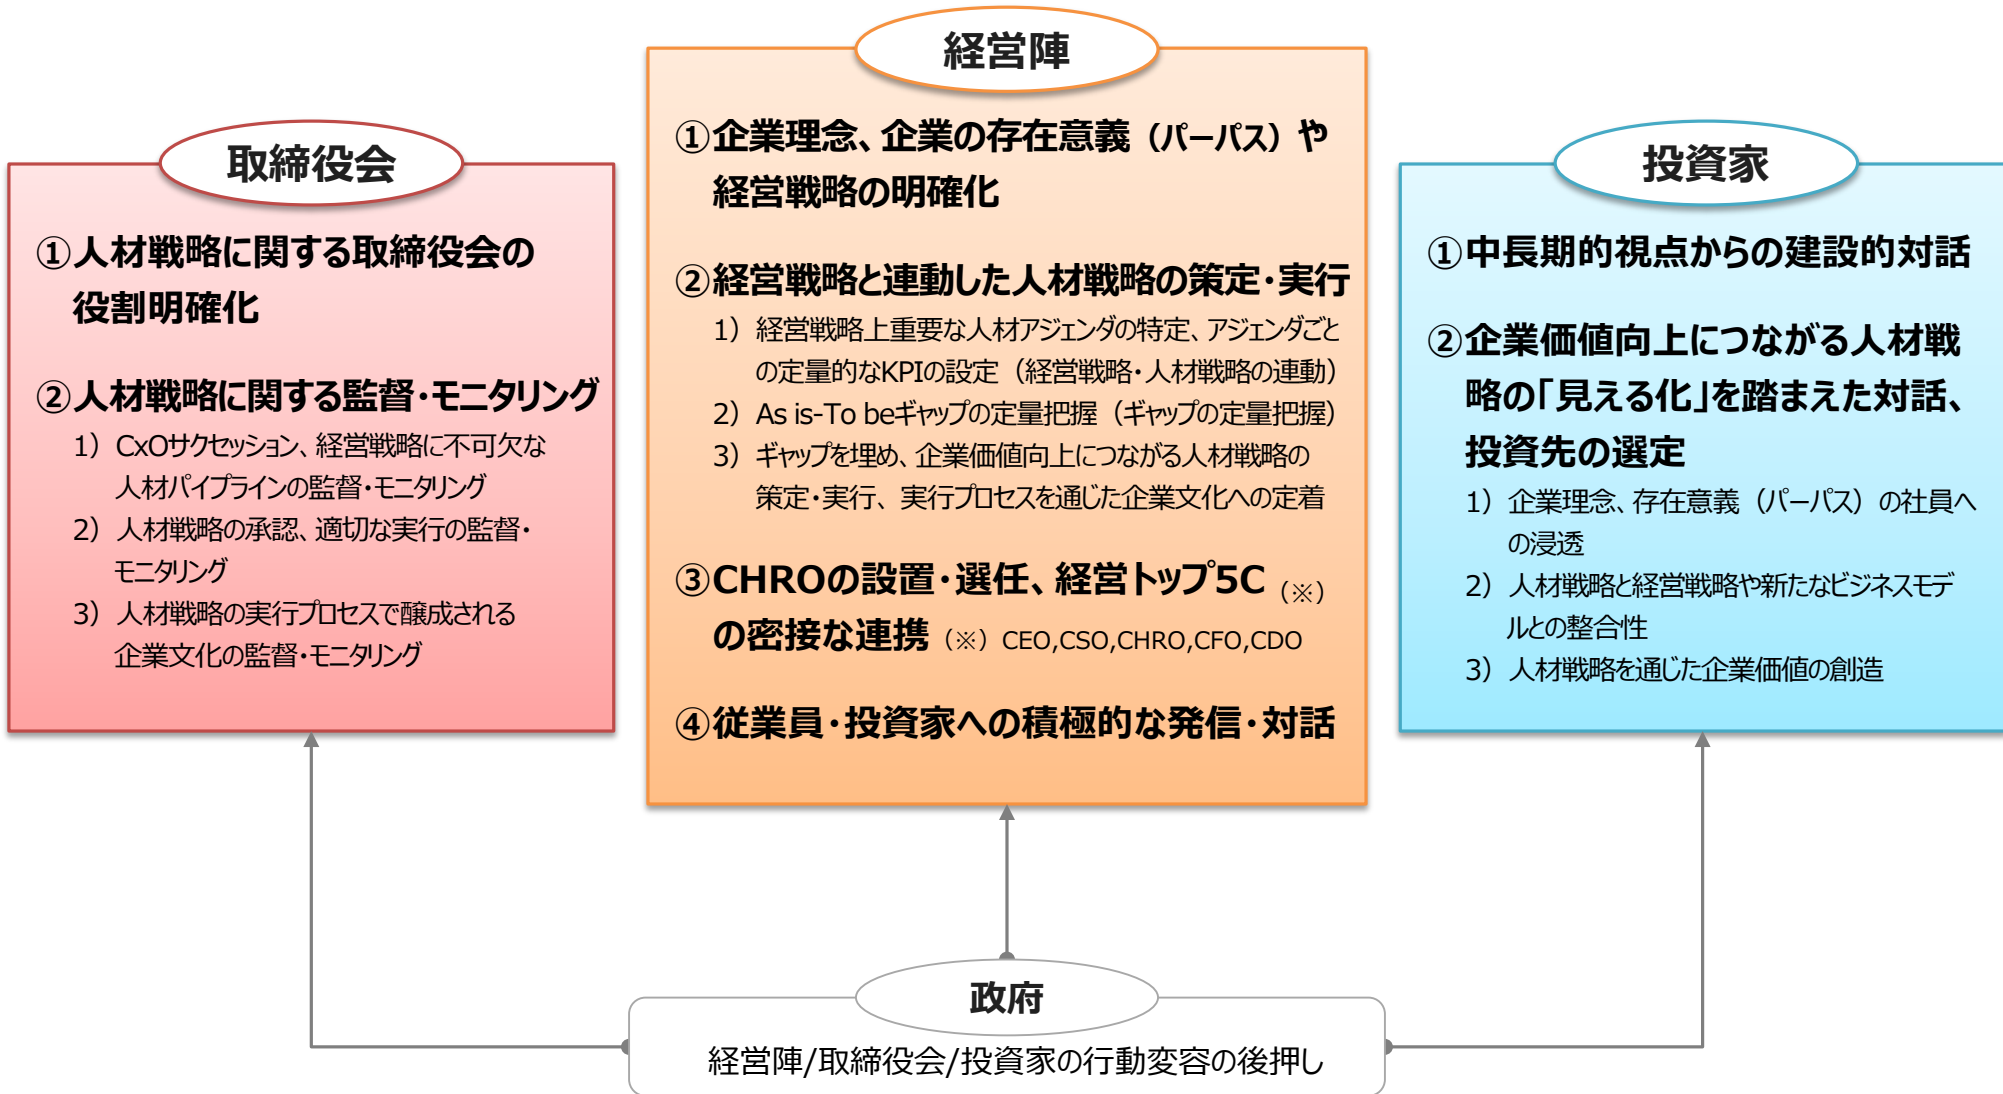 取締役会
①人材戦略に関する取締役会の
役割明確化
②人材戦略に関する監督・モニタリング
1）CxOサクセッション、経営戦略に不可欠な
人材パイプラインの監督・モニタリング
2）人材戦略の承認、適切な実行の監督・
モニタリング
3）人材戦略の実行プロセスで醸成される
企業文化の監督・モニタリング
経営陣
①企業理念、企業の存在意義（パーパス）や
経営戦略の明確化
②経営戦略と連動した人材戦略の策定・実行
1）経営戦略上重要な人材アジェンダの特定、アジェンダごと
の定量的なKPIの設定（経営戦略・人材戦略の連動）
2）As is-To beギャップの定量把握（ギャップの定量把握）
3）ギャップを埋め、企業価値向上につながる人材戦略の
策定・実行、実行プロセスを通じた企業文化への定着
③CHROの設置・選任、経営トップ5C（※）
の密接な連携（※）CEO,CSO,CHRO,CFO,CDO
④従業員・投資家への積極的な発信・対話
投資家
①中長期的視点からの建設的対話
②企業価値向上につながる人材戦
略の「見える化」を踏まえた対話、
投資先の選定
1）企業理念、存在意義（パーパス）の社員へ
の浸透
2）人材戦略と経営戦略や新たなビジネスモデ
ルとの整合性
3）人材戦略を通じた企業価値の創造
政府
経営陣/取締役会/投資家の行動変容の後押し